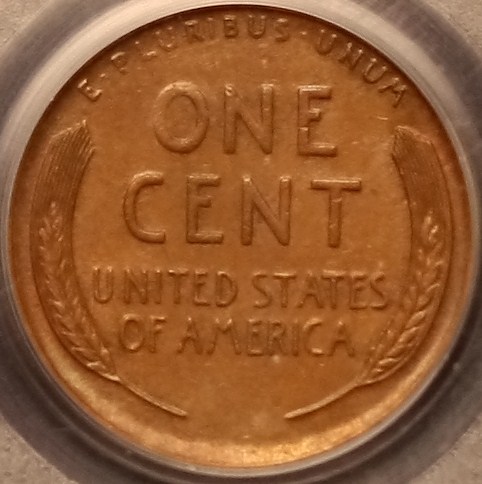 E·PLURIBUS·UNUM
ONE
CENT
UNITED STATES
OF AMERICA